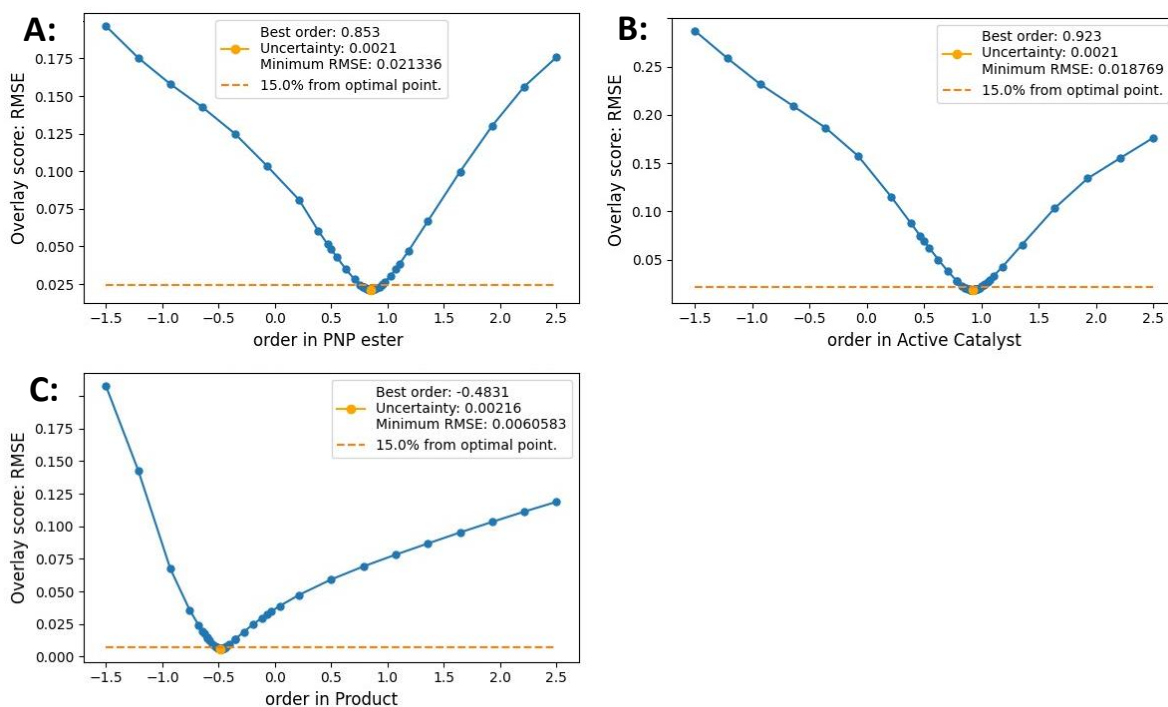 A:
Best order: 0.853
Uncertainty: 0.0021
Minimum RMSE: 0.021336
15.0% from optimal point.
Overlay score: RMSE
0.175
0.150
0.125
0.100
0.075
0.050
0.025
−1.5 −1.0 −0.5 0.0 0.5 1.0 1.5 2.0 2.5
order in PNP ester
B:
Best order: 0.923
Uncertainty: 0.0021
Minimum RMSE: 0.018769
15.0% from optimal point.
Overlay score: RMSE
0.25
0.20
0.15
0.10
0.05
−1.5 −1.0 −0.5 0.0 0.5 1.0 1.5 2.0 2.5
order in Active Catalyst
C:
Best order: -0.4831
Uncertainty: 0.00216
Minimum RMSE: 0.0060583
15.0% from optimal point.
Overlay score: RMSE
0.175
0.150
0.125
0.100
0.075
0.050
0.025
0.000
−1.5 −1.0 −0.5 0.0 0.5 1.0 1.5 2.0 2.5
order in Product